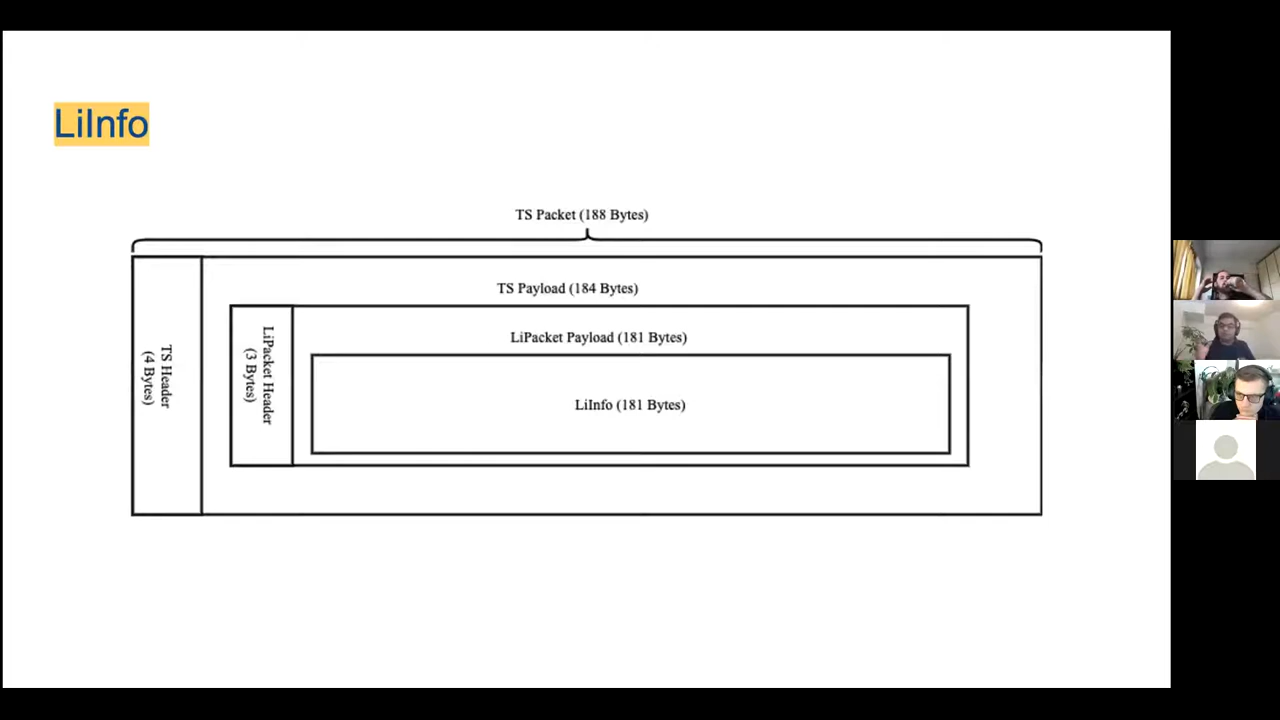 LiInfo
TS Packet (188 Bytes)
TS Payload (184 Bytes)
TS Header
(4 Bytes)
LiPacket Header
(3 Bytes)
LiPacket Payload (181 Bytes)
LiInfo (181 Bytes)